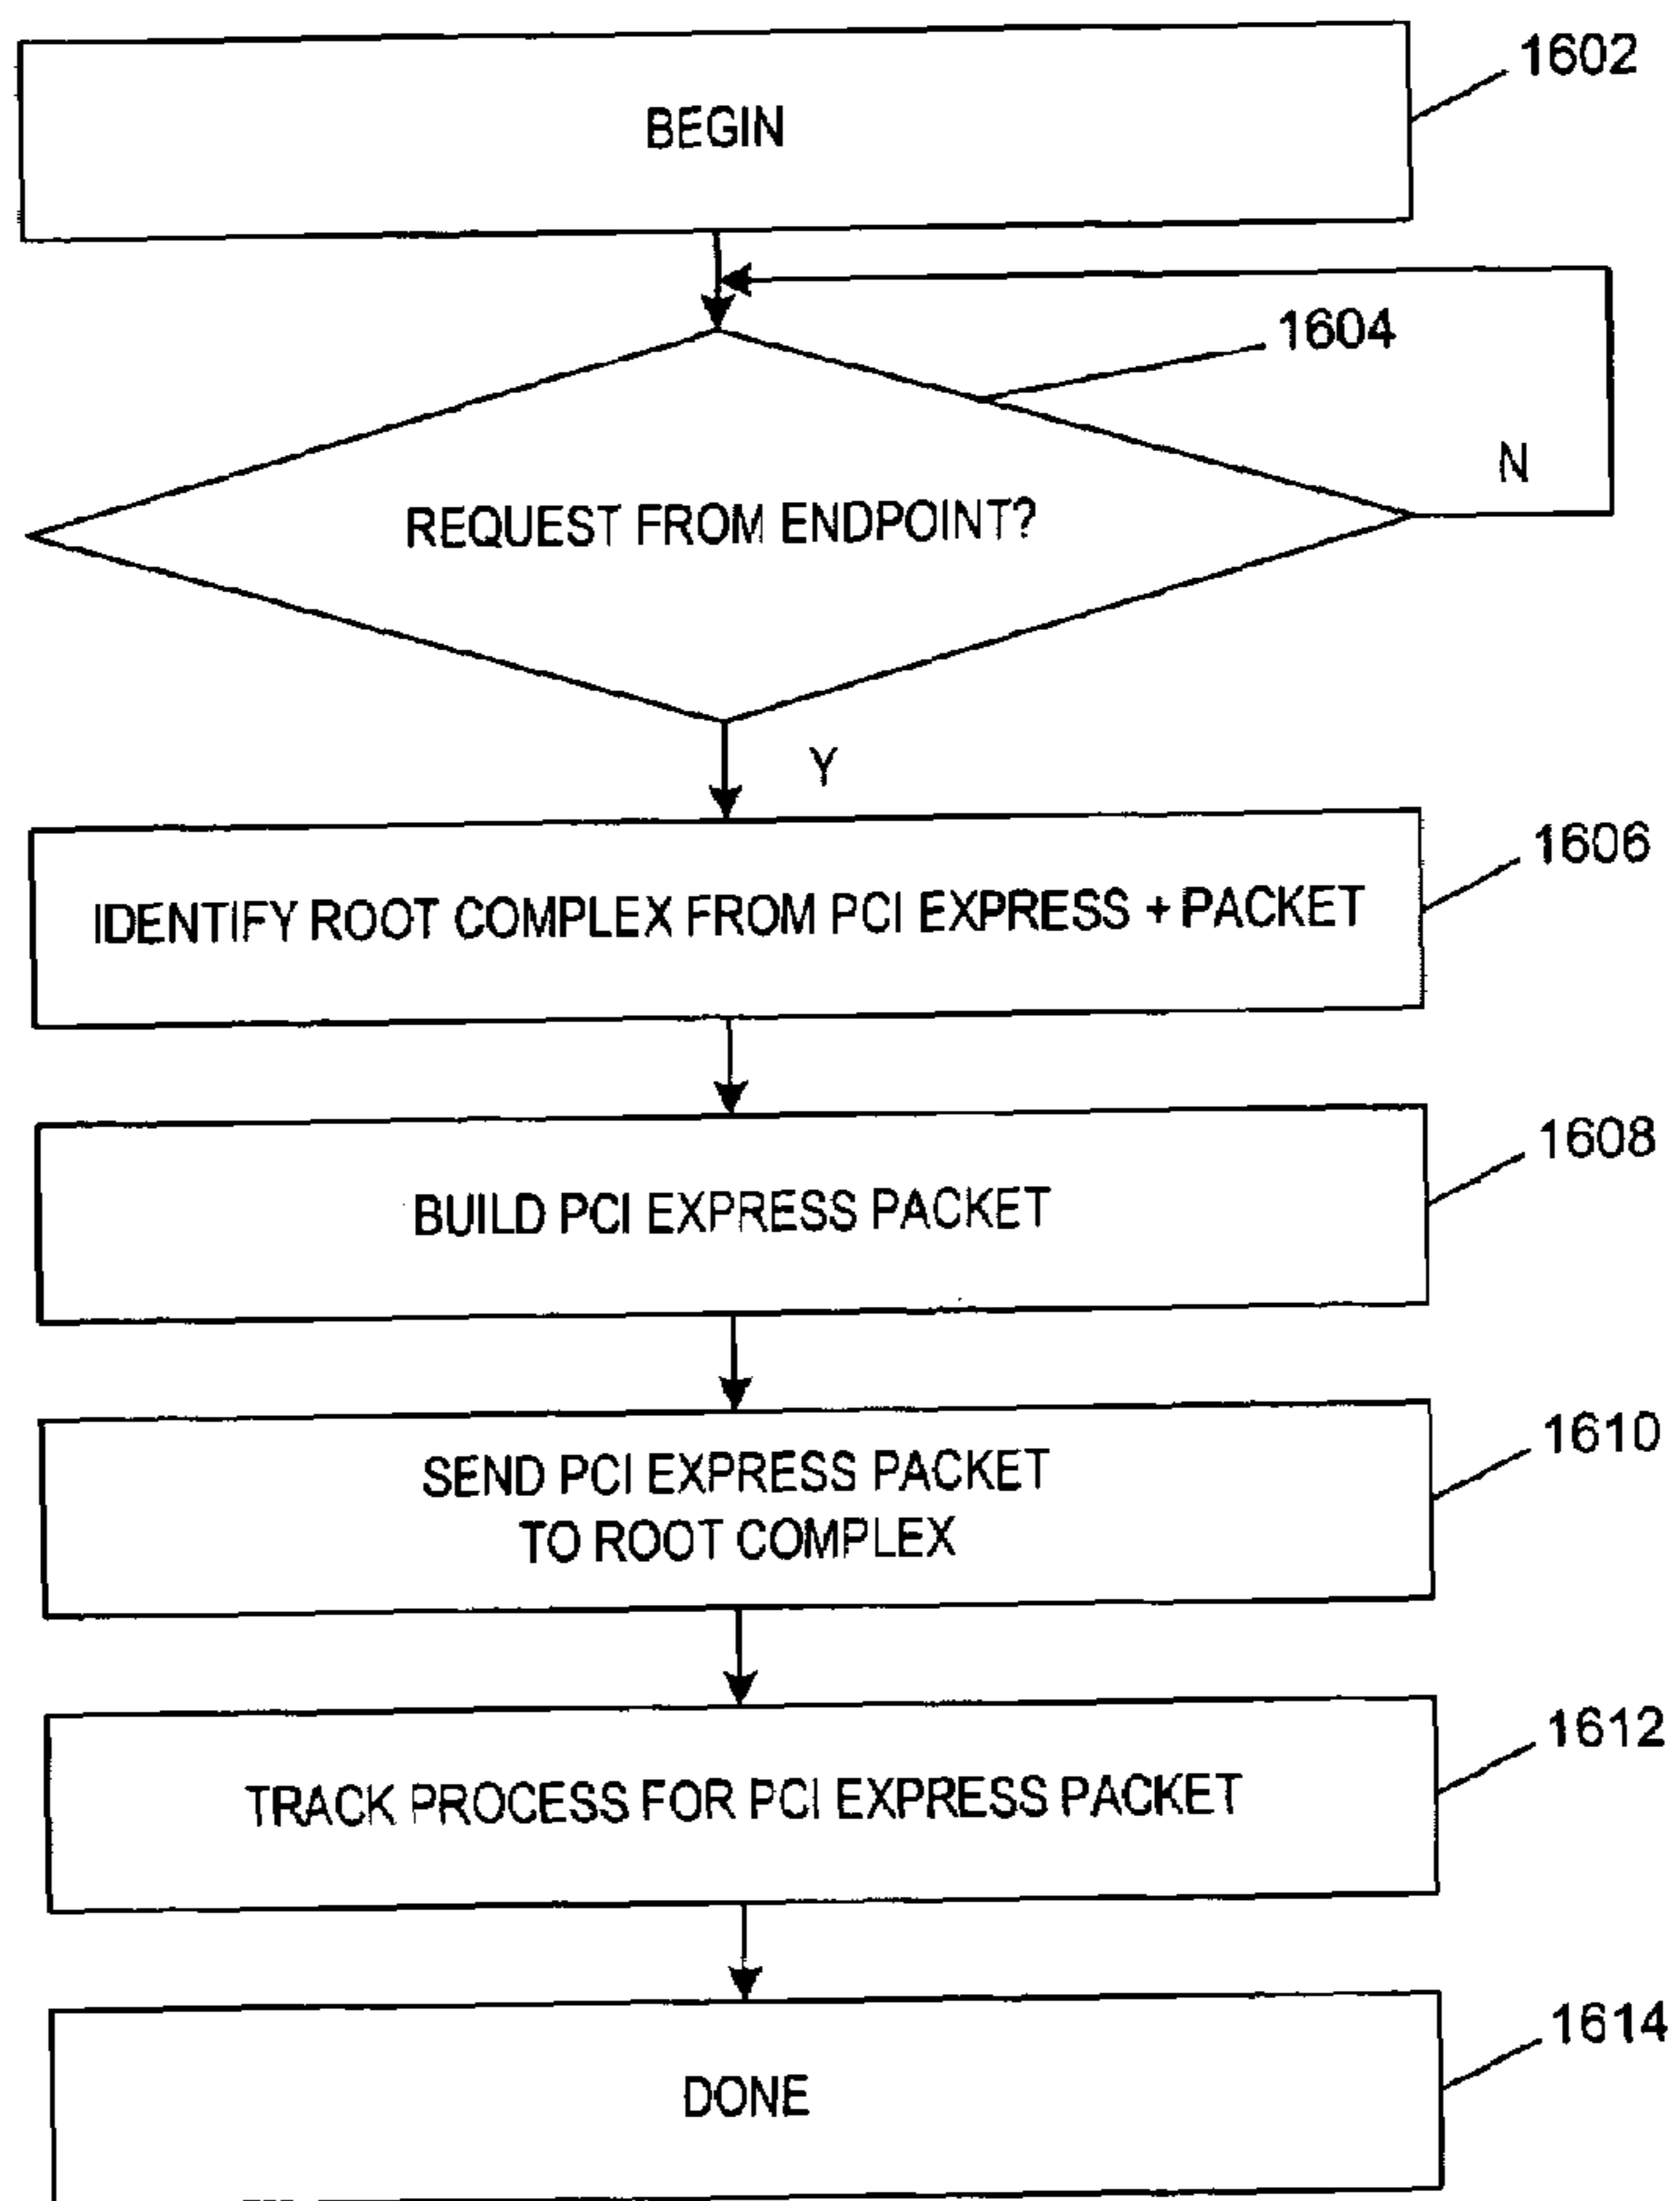 1602
BEGIN
1604
N
REQUEST FROM ENDPOINT?
Y
1606
IDENTIFY ROOT COMPLEX FROM PCI EXPRESS + PACKET
1608
BUILD PCI EXPRESS PACKET
1610
SEND PCI EXPRESS PACKET
TO ROOT COMPLEX
1612
TRACK PROCESS FOR PCI EXPRESS PACKET
1614
DONE